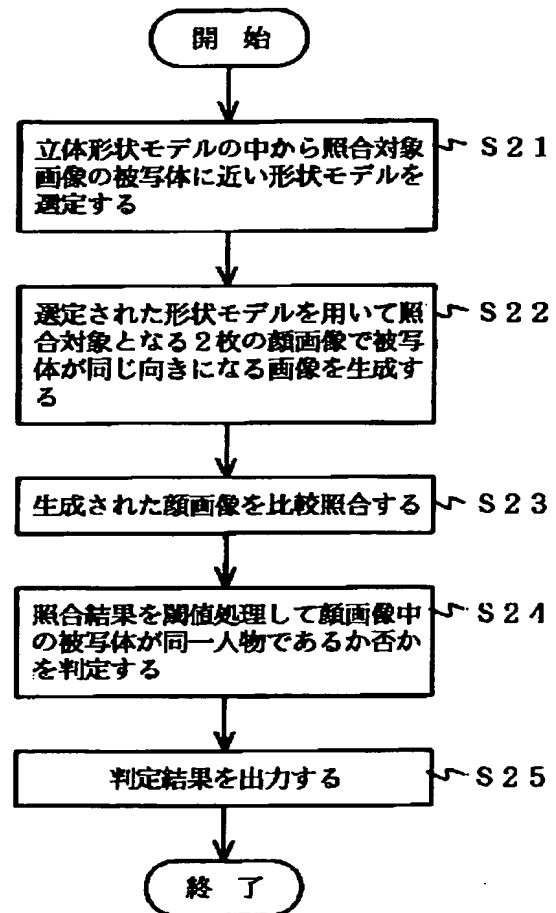 開 始
立体形状モデルの中から照合対象 S21
画像の被写体に近い形状モデルを
選定する
選定された形状モデルを用いて照 S22
合対象となる2枚の顔画像で被写
体が同じ向きになる画像を生成す
る
生成された顔画像を比較照合する S23
照合結果を閾値処理して顔画像中 S24
の被写体が同一人物であるか否か
を判定する
判定結果を出力する S25
終 了